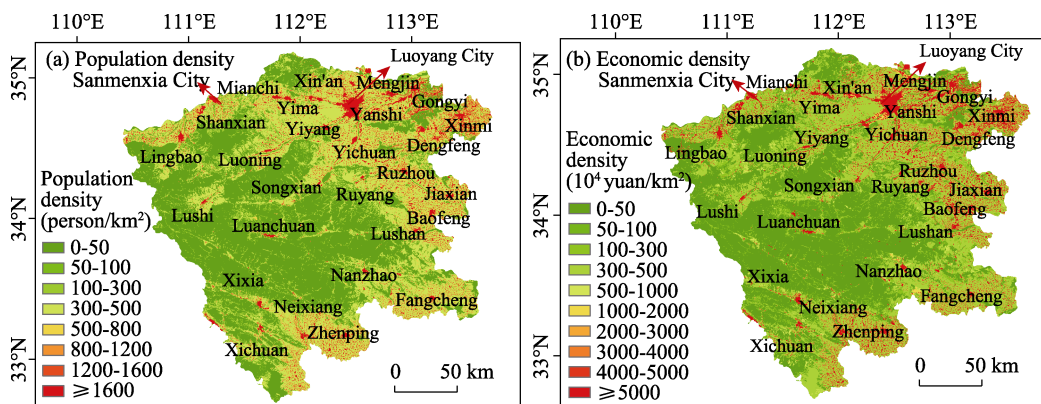 110°E 111°E 112°E 113°E
(a) Population density
Luoyang City
Sanmenxia City
35°N
34°N
33°N
Mianchi
Xin'an
Mengjin
Gongyi
Yima
Yanshi
Xinmi
Shanxian
Yiyang
Dengfeng
Lingbao
Luoning
Yichuan
Ruzhou
Songxian
Ruyang
Jiaxian
Lushi
Baofeng
Luanchuan
Lushan
Xixia
Nanzhao
Neixiang
Fangcheng
Zhenping
Xichuan
Population
density
(person/km²)
0-50
50-100
100-300
300-500
500-800
800-1200
1200-1600
⩾1600
0 50 km
110°E 111°E 112°E 113°E
(b) Economic density
Luoyang City
Sanmenxia City
35°N
34°N
33°N
Mianchi
Xin'an
Mengjin
Gongyi
Yima
Yanshi
Xinmi
Shanxian
Yiyang
Yichuan
Dengfeng
Lingbao
Luoning
Ruzhou
Songxian
Ruyang
Jiaxian
Lushi
Baofeng
Luanchuan
Lushan
Xixia
Nanzhao
Neixiang
Fangcheng
Zhenping
Xichuan
Economic
density
(10⁴ yuan/km²)
0-50
50-100
100-300
300-500
500-1000
1000-2000
2000-3000
3000-4000
4000-5000
⩾5000
0 50 km